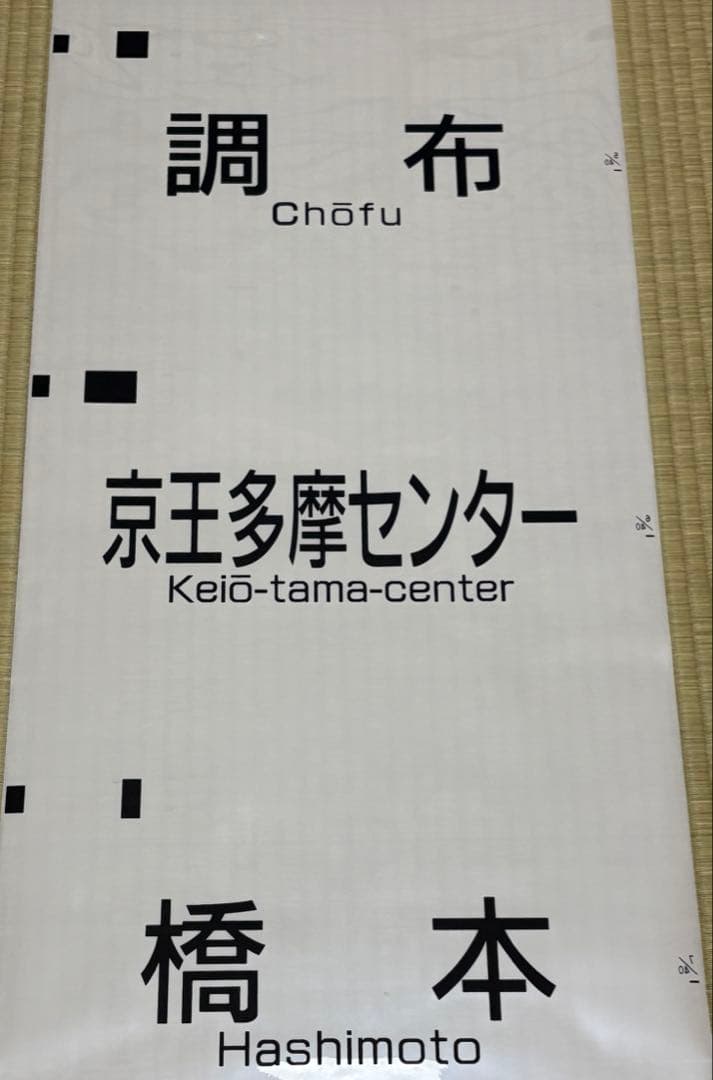 調布
Chōfu
京王多摩センター
Keiō-tama-center
橋本
Hashimoto